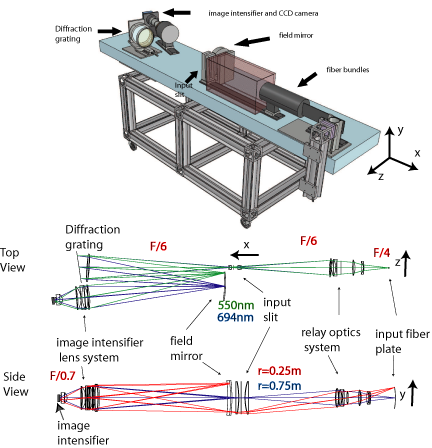 image intensifier and CCD camera
Diffraction
grating
field mirror
fiber bundles
Input
slit
y
x
z
Diffraction
grating
F/6
x
F/6
Top
View
z
F/4
550nm
694nm
input
slit
image intensifier
lens system
field
mirror
relay optics
system
input fiber
plate
Side
View
F/0.7
r=0.25m
r=0.75m
y
image
intensifier